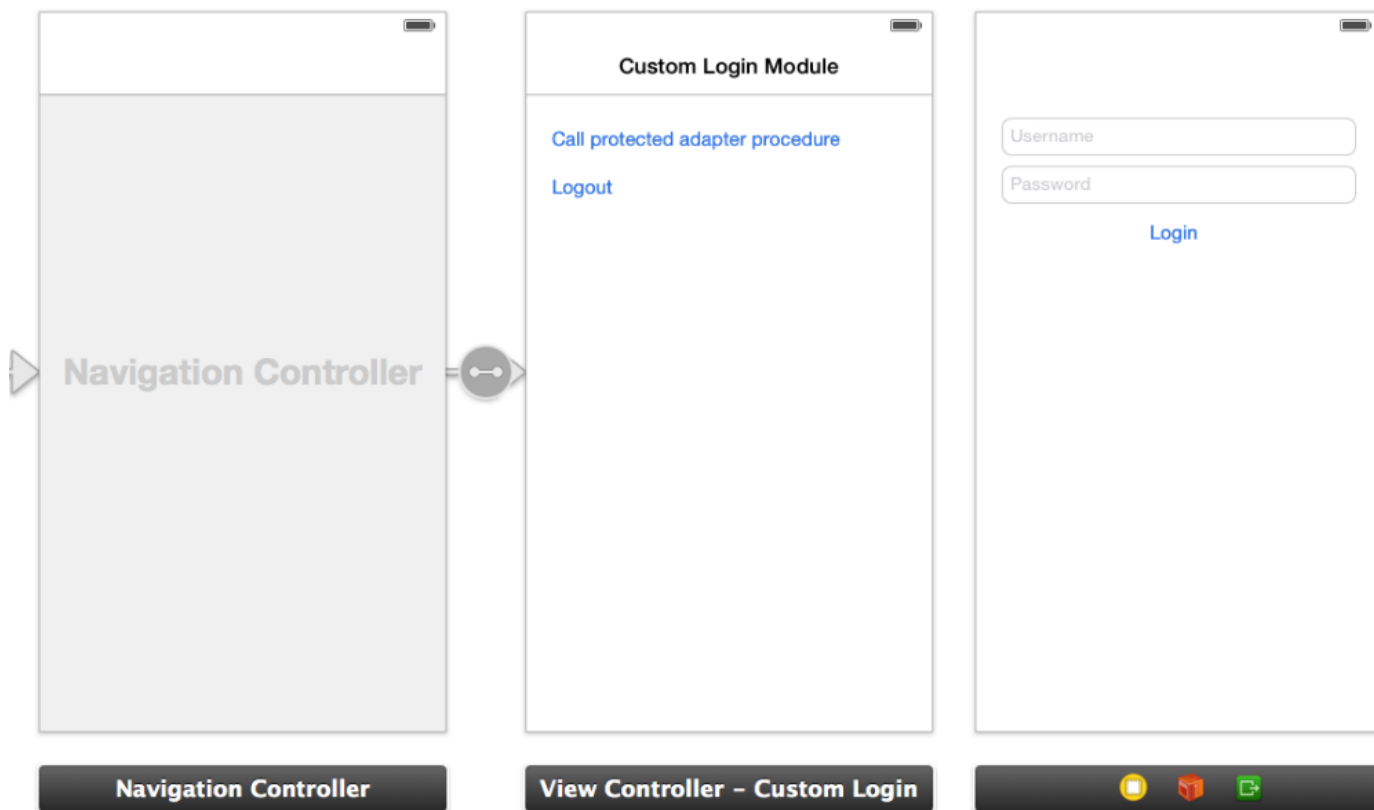 Navigation Controller
Navigation Controller
Custom Login Module
Call protected adapter procedure
Logout
View Controller – Custom Login
Username
Password
Login